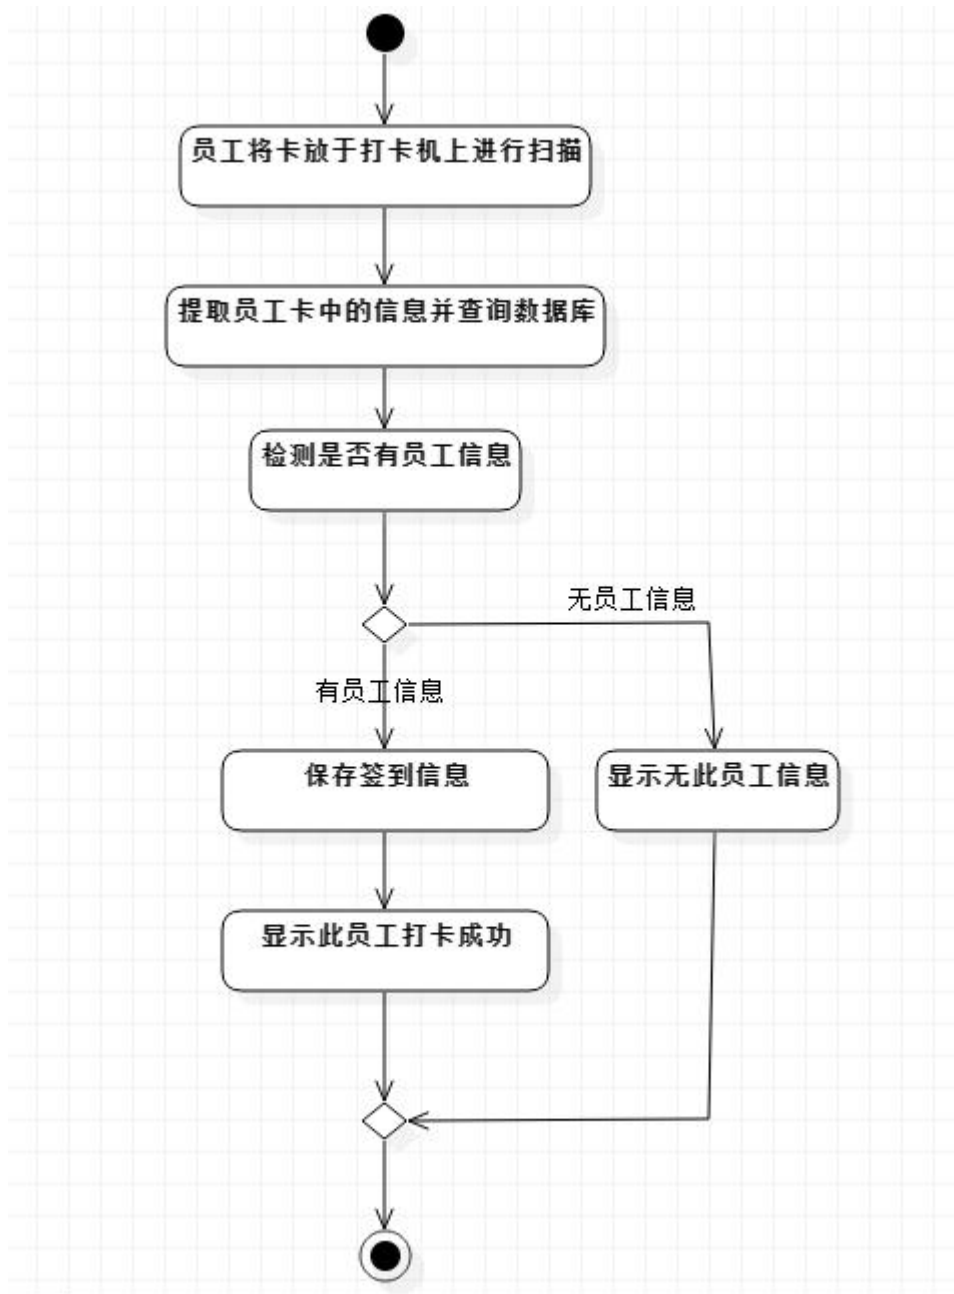 员工将卡放于打卡机上进行扫描
提取员工卡中的信息并查询数据库
检测是否有员工信息
无员工信息
有员工信息
保存签到信息
显示无此员工信息
显示此员工打卡成功